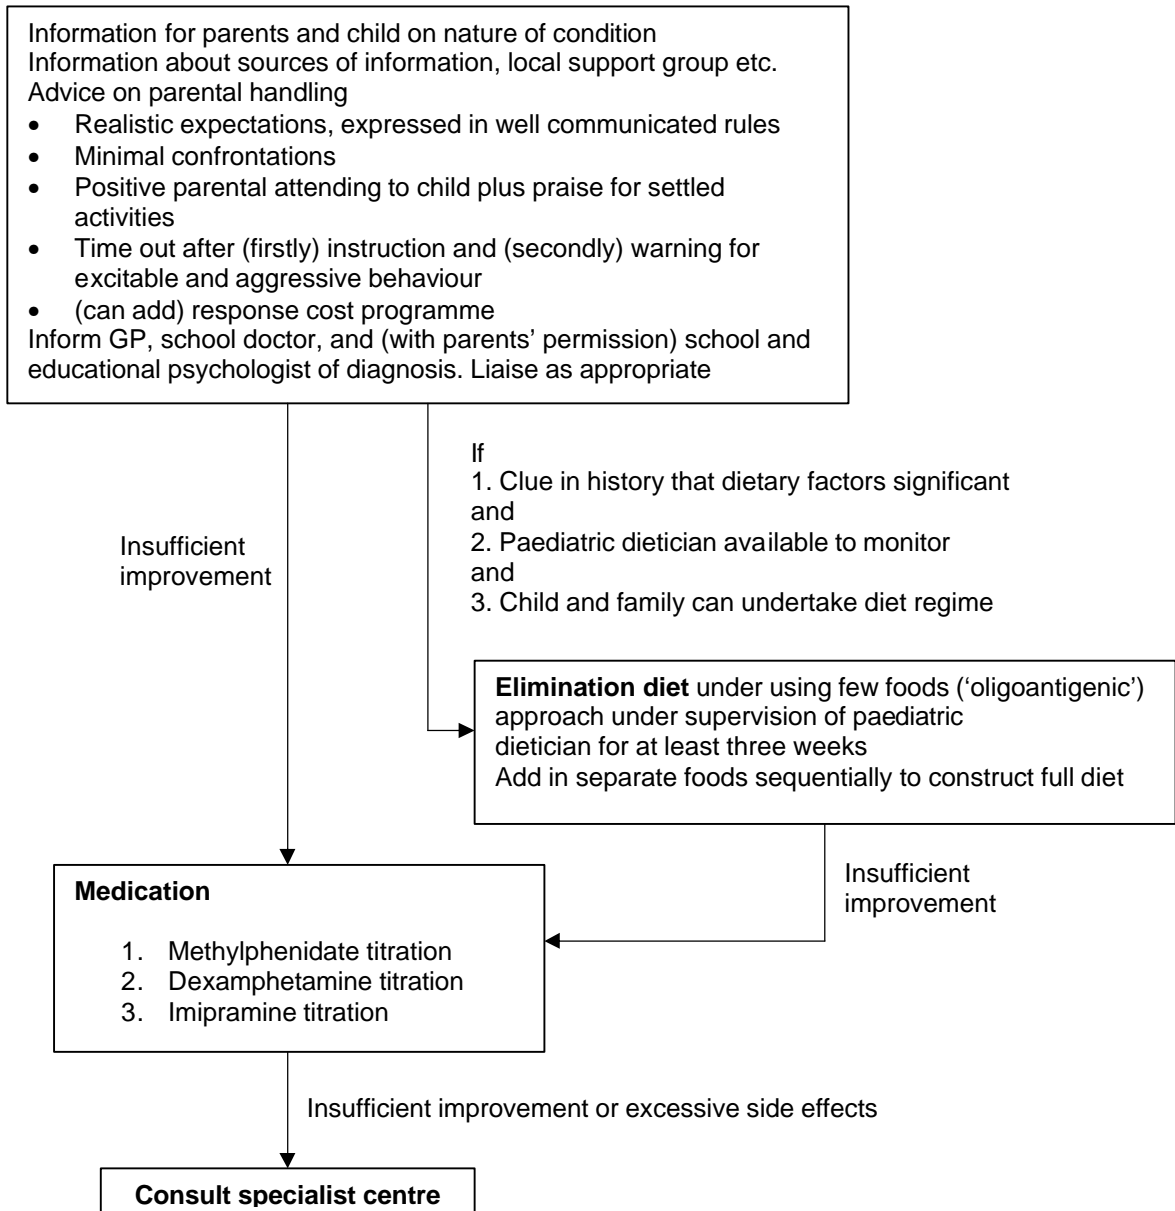 Information for parents and child on nature of condition
Information about sources of information, local support group etc.
Advice on parental handling
• Realistic expectations, expressed in well communicated rules
• Minimal confrontations
• Positive parental attending to child plus praise for settled
activities
• Time out after (firstly) instruction and (secondly) warning for
excitable and aggressive behaviour
• (can add) response cost programme
Inform GP, school doctor, and (with parents’ permission) school and
educational psychologist of diagnosis. Liaise as appropriate
If
1. Clue in history that dietary factors significant
and
2. Paediatric dietician available to monitor
and
3. Child and family can undertake diet regime
Insufficient
improvement
Elimination diet under using few foods (‘oligoantigenic’)
approach under supervision of paediatric
dietician for at least three weeks
Add in separate foods sequentially to construct full diet
Insufficient
improvement
Medication
1. Methylphenidate titration
2. Dexamphetamine titration
3. Imipramine titration
Insufficient improvement or excessive side effects
Consult specialist centre